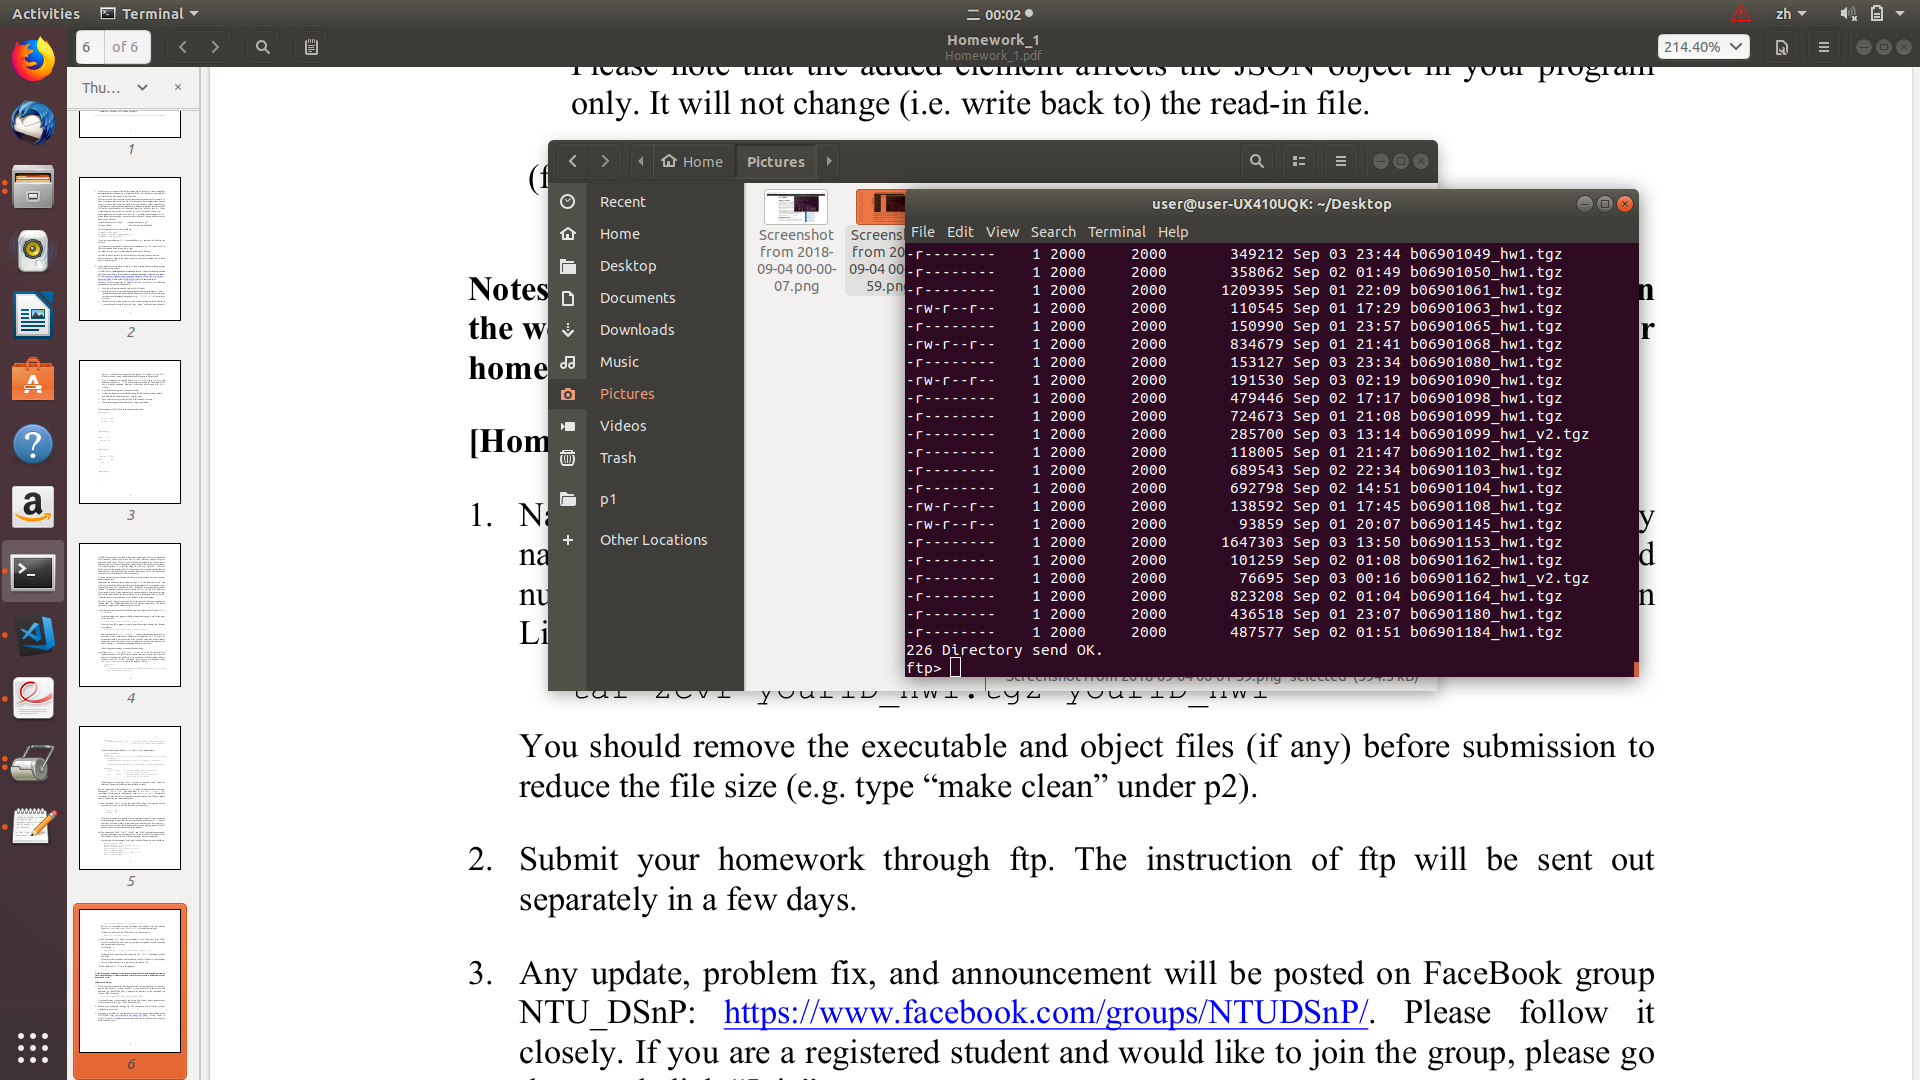 Activities
Terminal
二 00:02
zh
6 of 6
Homework_1
Homework_1.pdf
214.40%
Thu...
1
2
3
4
5
6
Please note that the added element affects the JSON object in your program
only. It will not change (i.e. write back to) the read-in file.
(f
Notes
the w
home
[Hom
1. Na
na
nu
Li
n
r
y
d
n
Home
Pictures
Recent
Home
Desktop
Documents
Downloads
Music
Pictures
Videos
Trash
p1
Other Locations
Screenshot
from 2018-
09-04 00-00-
07.png
Screens
from 20
09-04 00
59.png
user@user-UX410UQK: ~/Desktop
File Edit View Search Terminal Help
-r-------- 1 2000 2000 349212 Sep 03 23:44 b06901049_hw1.tgz
-r-------- 1 2000 2000 358062 Sep 02 01:49 b06901050_hw1.tgz
-r-------- 1 2000 2000 1209395 Sep 01 22:09 b06901061_hw1.tgz
-rw-r--r-- 1 2000 2000 110545 Sep 01 17:29 b06901063_hw1.tgz
-r-------- 1 2000 2000 150990 Sep 01 23:57 b06901065_hw1.tgz
-rw-r--r-- 1 2000 2000 834679 Sep 01 21:41 b06901068_hw1.tgz
-r-------- 1 2000 2000 153127 Sep 03 23:34 b06901080_hw1.tgz
-rw-r--r-- 1 2000 2000 191530 Sep 03 02:19 b06901090_hw1.tgz
-r-------- 1 2000 2000 479446 Sep 02 17:17 b06901098_hw1.tgz
-r-------- 1 2000 2000 724673 Sep 01 21:08 b06901099_hw1.tgz
-r-------- 1 2000 2000 285700 Sep 03 13:14 b06901099_hw1_v2.tgz
-r-------- 1 2000 2000 118005 Sep 01 21:47 b06901102_hw1.tgz
-r-------- 1 2000 2000 689543 Sep 02 22:34 b06901103_hw1.tgz
-r-------- 1 2000 2000 692798 Sep 02 14:51 b06901104_hw1.tgz
-rw-r--r-- 1 2000 2000 138592 Sep 01 17:45 b06901108_hw1.tgz
-rw-r--r-- 1 2000 2000 93859 Sep 01 20:07 b06901145_hw1.tgz
-r-------- 1 2000 2000 1647303 Sep 03 13:50 b06901153_hw1.tgz
-r-------- 1 2000 2000 101259 Sep 02 01:08 b06901162_hw1.tgz
-r-------- 1 2000 2000 76695 Sep 03 00:16 b06901162_hw1_v2.tgz
-r-------- 1 2000 2000 823208 Sep 02 01:04 b06901164_hw1.tgz
-r-------- 1 2000 2000 436518 Sep 01 23:07 b06901180_hw1.tgz
-r-------- 1 2000 2000 487577 Sep 02 01:51 b06901184_hw1.tgz
226 Directory send OK.
ftp>
tar zcvf yourID_hw1.tgz yourID_hw1
You should remove the executable and object files (if any) before submission to
reduce the file size (e.g. type “make clean” under p2).
2. Submit your homework through ftp. The instruction of ftp will be sent out
separately in a few days.
3. Any update, problem fix, and announcement will be posted on FaceBook group
NTU_DSnP: https://www.facebook.com/groups/NTUDSnP/. Please follow it
closely. If you are a registered student and would like to join the group, please go